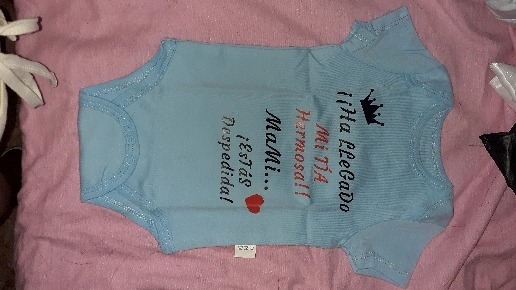 ¡¡Ha LLeGaDo
Mi TÍA
Hermosa!!
MaMi...
¡EsTáS
Despedida!